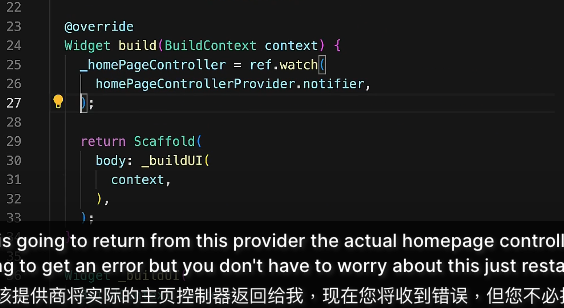 22
23 @override
24 Widget build(BuildContext context) {
25 _homePageController = ref.watch(
26 homePageControllerProvider.notifier,
27 );
28
29 return Scaffold(
30 body: _buildUI(
31 context,
32 ),
33 );
is going to return from this provider the actual homepage controll
ng to get an error but you don't have to worry about this just resta
该提供商将实际的主页控制器返回给我，现在您将收到错误，但您不必